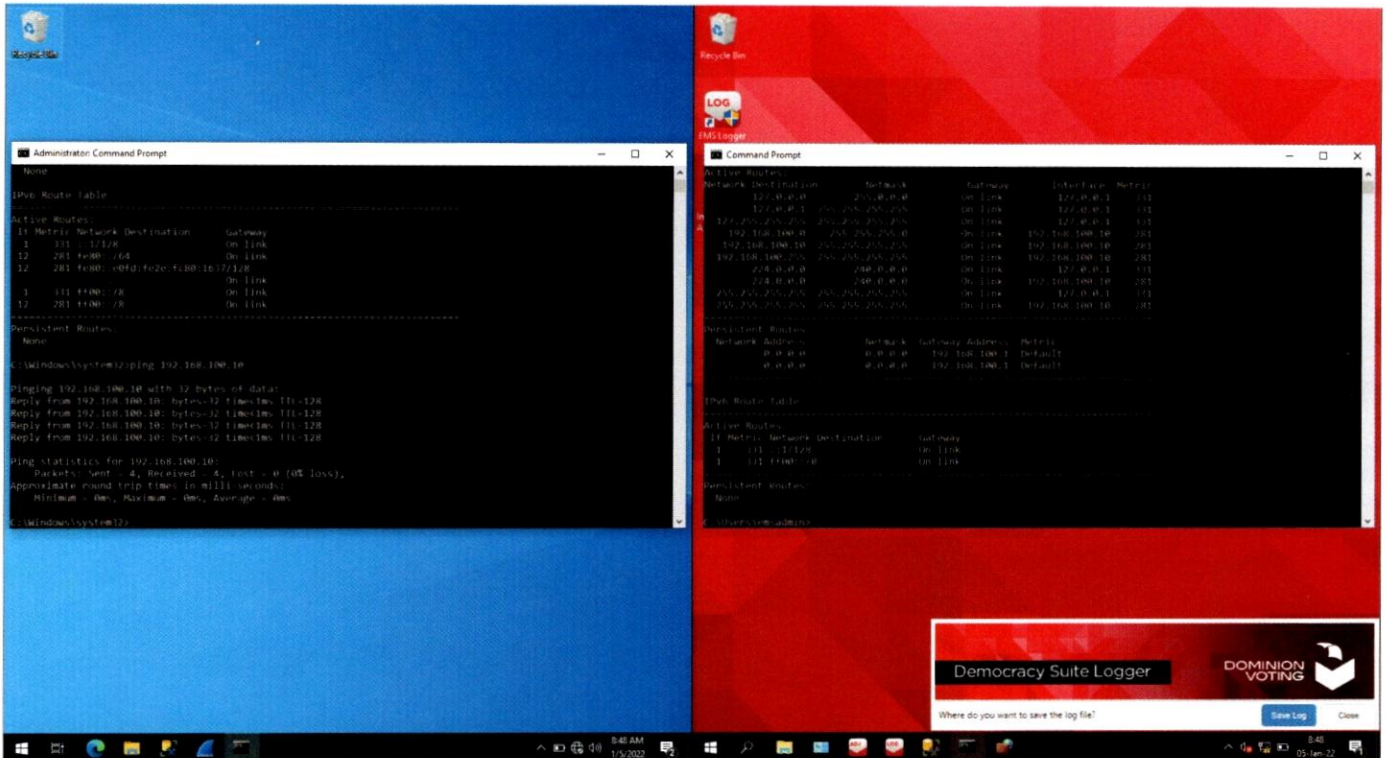 Recycle Bin
Administrator: Command Prompt
None
IPv6 Route Table
Active Routes:
If Metric Network Destination Gateway
1 331 ::1/128 On-link
12 281 fe80::/64 On-link
12 281 fe80::e0fd:fe2e:fc80:1637/128
On-link
1 331 ff00::/8 On-link
12 281 ff00::/8 On-link
Persistent Routes:
None
C:\Windows\system32>ping 192.168.100.10
Pinging 192.168.100.10 with 32 bytes of data:
Reply from 192.168.100.10: bytes=32 time<1ms TTL=128
Reply from 192.168.100.10: bytes=32 time<1ms TTL=128
Reply from 192.168.100.10: bytes=32 time<1ms TTL=128
Reply from 192.168.100.10: bytes=32 time<1ms TTL=128
Ping statistics for 192.168.100.10:
Packets: Sent = 4, Received = 4, Lost = 0 (0% loss),
Approximate round trip times in milli-seconds:
Minimum = 0ms, Maximum = 0ms, Average = 0ms
C:\Windows\system32>
8:48 AM
1/5/2022
Recycle Bin
LOG
EMS Logger
Command Prompt
Active Routes:
Network Destination Netmask Gateway Interface Metric
127.0.0.0 255.0.0.0 On-link 127.0.0.1 331
127.0.0.1 255.255.255.255 On-link 127.0.0.1 331
127.255.255.255 255.255.255.255 On-link 127.0.0.1 331
192.168.100.0 255.255.255.0 On-link 192.168.100.10 281
192.168.100.10 255.255.255.255 On-link 192.168.100.10 281
192.168.100.255 255.255.255.255 On-link 192.168.100.10 281
224.0.0.0 240.0.0.0 On-link 127.0.0.1 331
224.0.0.0 240.0.0.0 On-link 192.168.100.10 281
255.255.255.255 255.255.255.255 On-link 127.0.0.1 331
255.255.255.255 255.255.255.255 On-link 192.168.100.10 281
Persistent Routes:
Network Address Netmask Gateway Address Metric
0.0.0.0 0.0.0.0 192.168.100.1 Default
0.0.0.0 0.0.0.0 192.168.100.1 Default
IPv6 Route Table
Active Routes:
If Metric Network Destination Gateway
1 331 ::1/128 On-link
1 331 ff00::/8 On-link
Persistent Routes:
None
C:\Users\emsadmin>
Democracy Suite Logger
DOMINION
VOTING
Where do you want to save the log file?
Save Log
Close
8:48
05-Jan-22